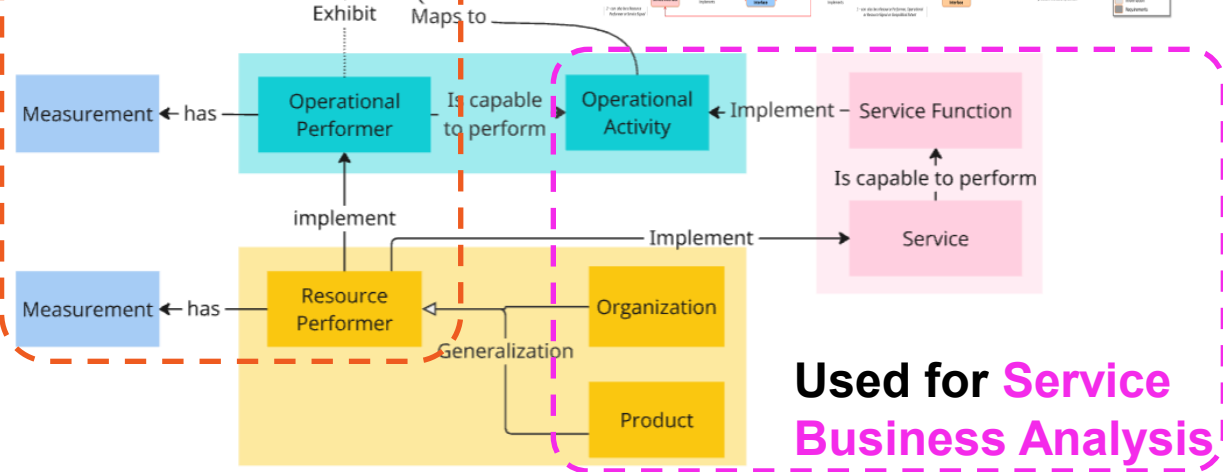 Exhibit
Maps to
Measurement
has
Operational
Performer
Is capable
to perform
Operational
Activity
Implement
Service Function
Is capable to perform
implement
Implement
Service
Measurement
has
Resource
Performer
Organization
Generalization
Product
Used for Service
Business Analysis